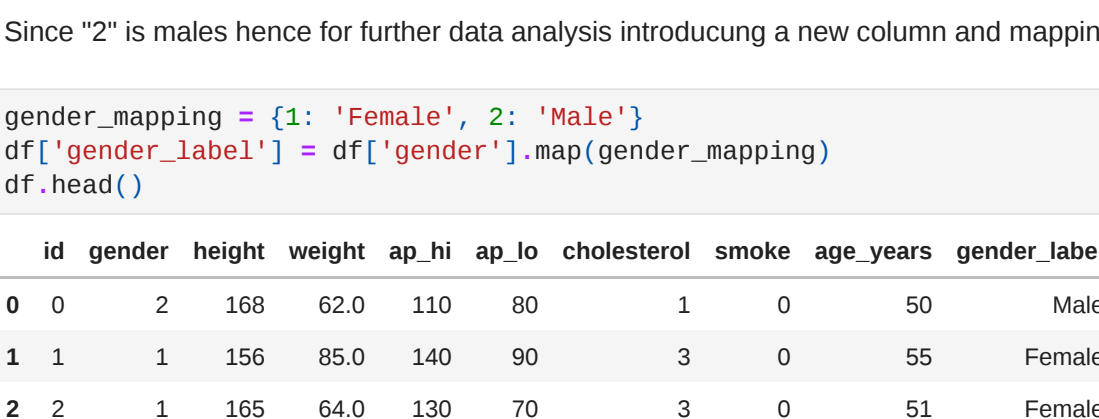 Since "2" is males hence for further data analysis introducung a new column and mappin
gender_mapping = {1: 'Female', 2: 'Male'}
df['gender_label'] = df['gender'].map(gender_mapping)
df.head()
id gender height weight ap_hi ap_lo cholesterol smoke age_years gender_labe
0 0 2 168 62.0 110 80 1 0 50 Male
1 1 1 156 85.0 140 90 3 0 55 Female
2 2 1 165 64.0 130 70 3 0 51 Female